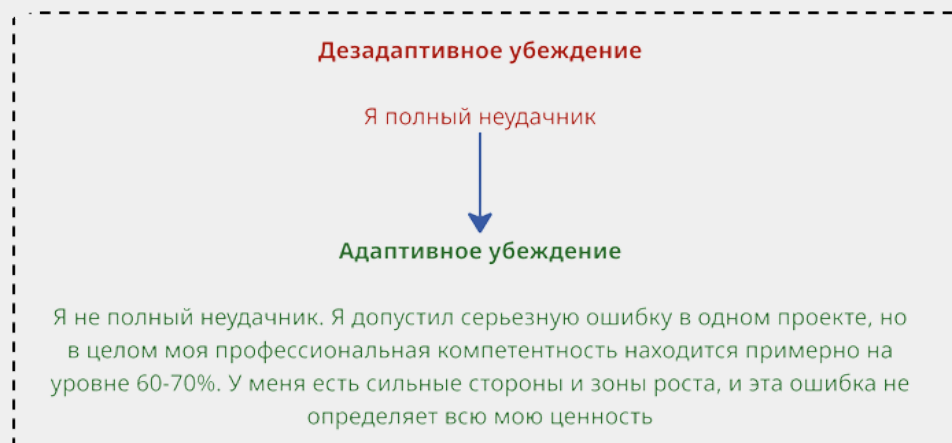 Дезадаптивное убеждение
Я полный неудачник
Адаптивное убеждение
Я не полный неудачник. Я допустил серьезную ошибку в одном проекте, но
в целом моя профессиональная компетентность находится примерно на
уровне 60-70%. У меня есть сильные стороны и зоны роста, и эта ошибка не
определяет всю мою ценность